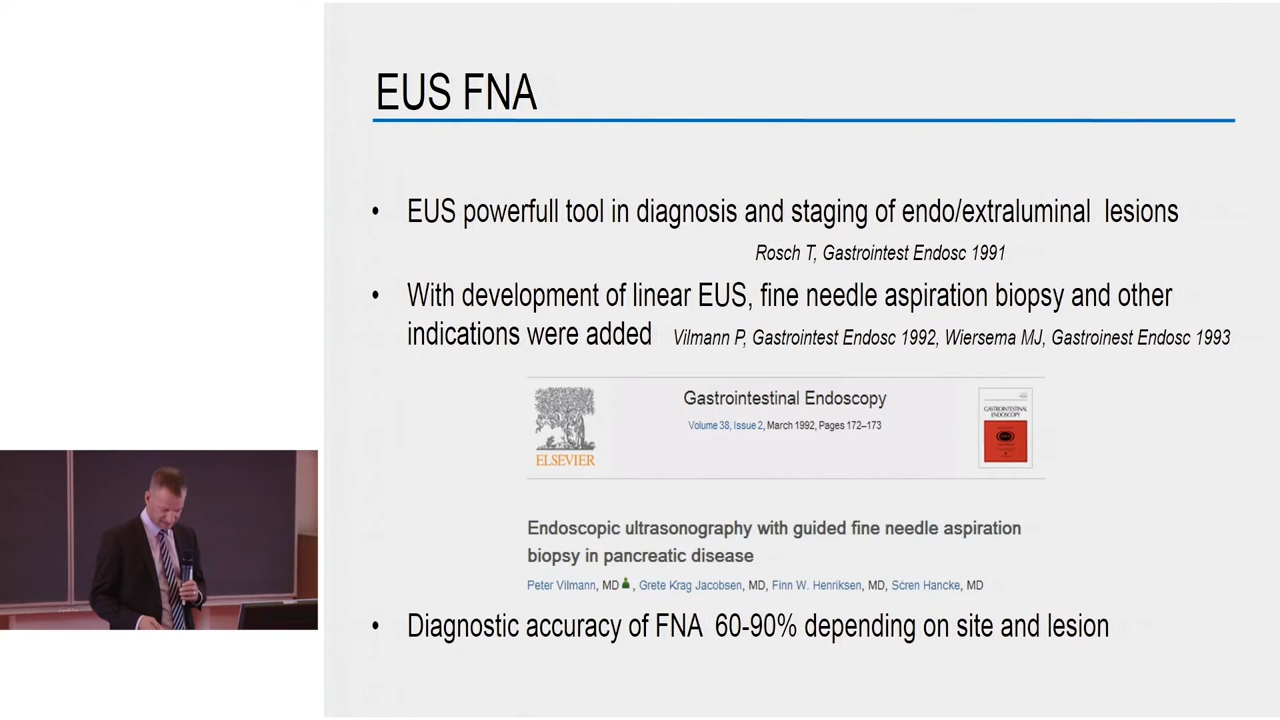 EUS FNA
• EUS powerfull tool in diagnosis and staging of endo/extraluminal lesions
Rosch T, Gastrointest Endosc 1991
• With development of linear EUS, fine needle aspiration biopsy and other
indications were added Vilmann P, Gastrointest Endosc 1992, Wiersema MJ, Gastroinest Endosc 1993
Gastrointestinal Endoscopy
Volume 38, Issue 2, March 1992, Pages 172–173
ELSEVIER
GASTROINTESTINAL
ENDOSCOPY
Endoscopic ultrasonography with guided fine needle aspiration
biopsy in pancreatic disease
Peter Vilmann, MD, Grete Krag Jacobsen, MD, Finn W. Henriksen, MD, Sören Hancke, MD
• Diagnostic accuracy of FNA 60-90% depending on site and lesion